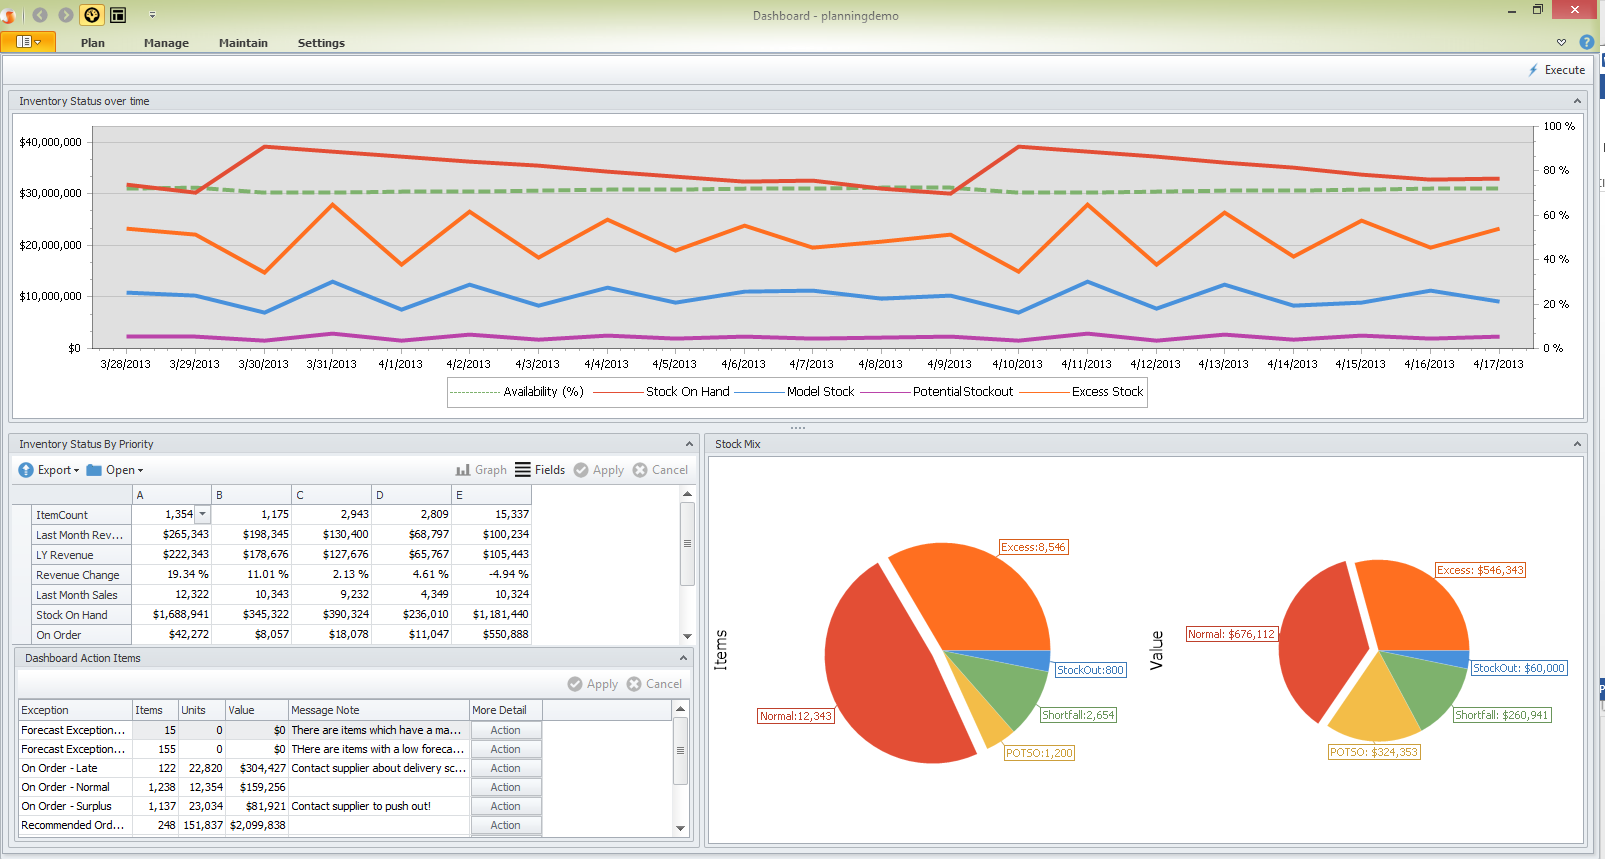 Dashboard - planningdemo
Plan Manage Maintain Settings
?
Execute
Inventory Status over time
$40,000,000
$30,000,000
$20,000,000
$10,000,000
$0
100 %
80 %
60 %
40 %
20 %
0 %
3/28/2013 3/29/2013 3/30/2013 3/31/2013 4/1/2013 4/2/2013 4/3/2013 4/4/2013 4/5/2013 4/6/2013 4/7/2013 4/8/2013 4/9/2013 4/10/2013 4/11/2013 4/12/2013 4/13/2013 4/14/2013 4/15/2013 4/16/2013 4/17/2013
Availability (%) Stock On Hand Model Stock Potential Stockout Excess Stock
Inventory Status By Priority
Export Open Graph Fields Apply Cancel
A B C D E
ItemCount 1,354 1,175 2,943 2,809 15,337
Last Month Rev... $265,343 $198,345 $130,400 $68,797 $100,234
LY Revenue $222,343 $178,676 $127,676 $65,767 $105,443
Revenue Change 19.34 % 11.01 % 2.13 % 4.61 % -4.94 %
Last Month Sales 12,322 10,343 9,232 4,349 10,324
Stock On Hand $1,688,941 $345,322 $390,324 $236,010 $1,181,440
On Order $42,272 $8,057 $18,078 $11,047 $550,888
Dashboard Action Items
Apply Cancel
Exception Items Units Value Message Note More Detail
Forecast Exception... 15 0 $0 There are items which have a ma... Action
Forecast Exception... 155 0 $0 THere are items with a low foreca... Action
On Order - Late 122 22,820 $304,427 Contact supplier about delivery sc... Action
On Order - Normal 1,238 12,354 $159,256 Action
On Order - Surplus 1,137 23,034 $81,921 Contact supplier to push out! Action
Recommended Ord... 248 151,837 $2,099,838 Action
Stock Mix
Items
Excess:8,546
StockOut:800
Shortfall:2,654
POTSO:1,200
Normal:12,343
Value
Excess: $546,343
Normal: $676,112
StockOut: $60,000
Shortfall: $260,941
POTSO: $324,353